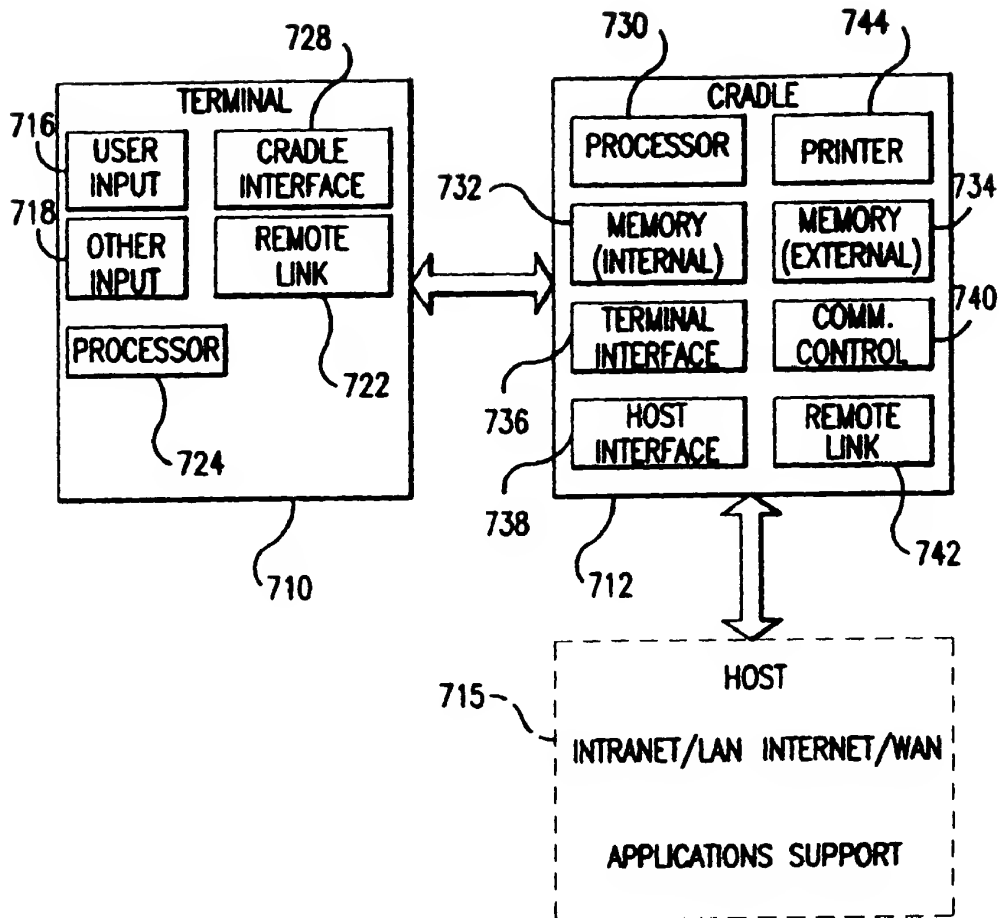 728
730
744
TERMINAL
CRADLE
716
USER
INPUT
CRADLE
INTERFACE
PROCESSOR
PRINTER
718
OTHER
INPUT
REMOTE
LINK
732
MEMORY
(INTERNAL)
MEMORY
(EXTERNAL)
734
PROCESSOR
722
TERMINAL
INTERFACE
COMM.
CONTROL
740
724
736
HOST
INTERFACE
REMOTE
LINK
738
710
712
742
HOST
715
INTRANET/LAN INTERNET/WAN
APPLICATIONS SUPPORT